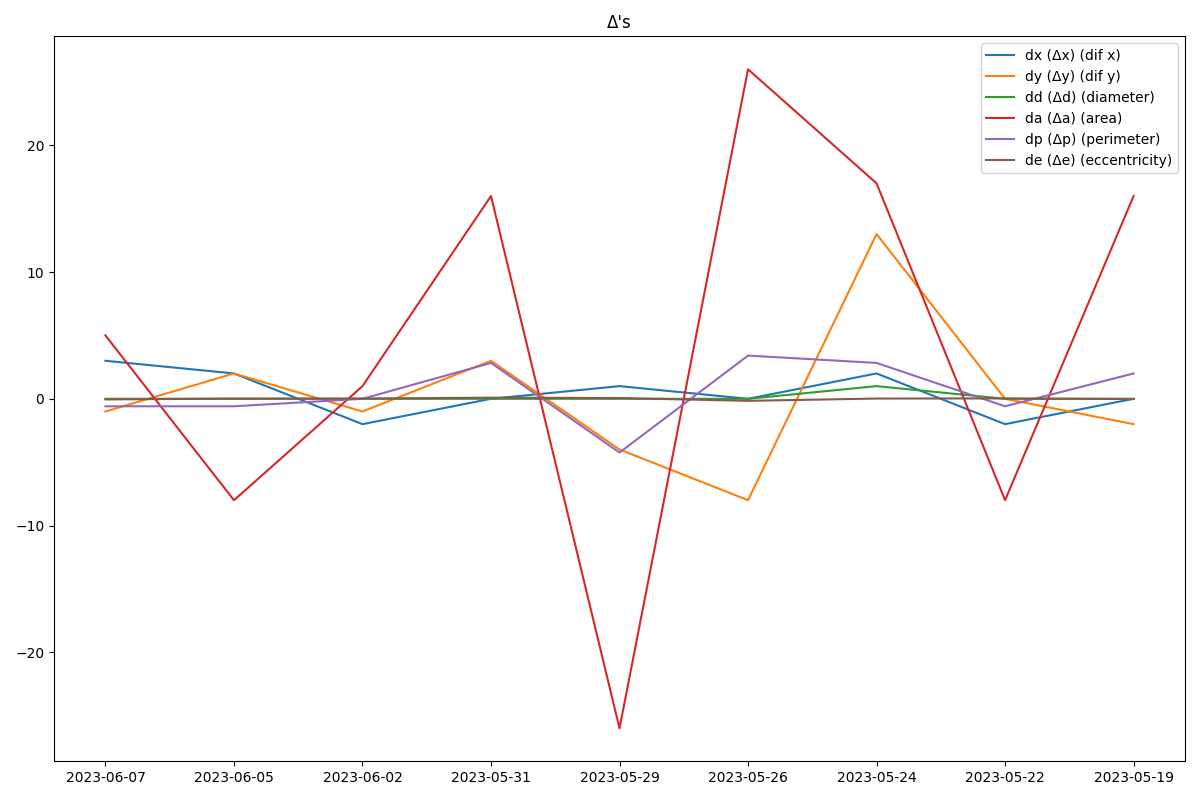 Δ's
dx (Δx) (dif x)
dy (Δy) (dif y)
dd (Δd) (diameter)
da (Δa) (area)
dp (Δp) (perimeter)
de (Δe) (eccentricity)
20
10
0
−10
−20
2023-06-07 2023-06-05 2023-06-02 2023-05-31 2023-05-29 2023-05-26 2023-05-24 2023-05-22 2023-05-19